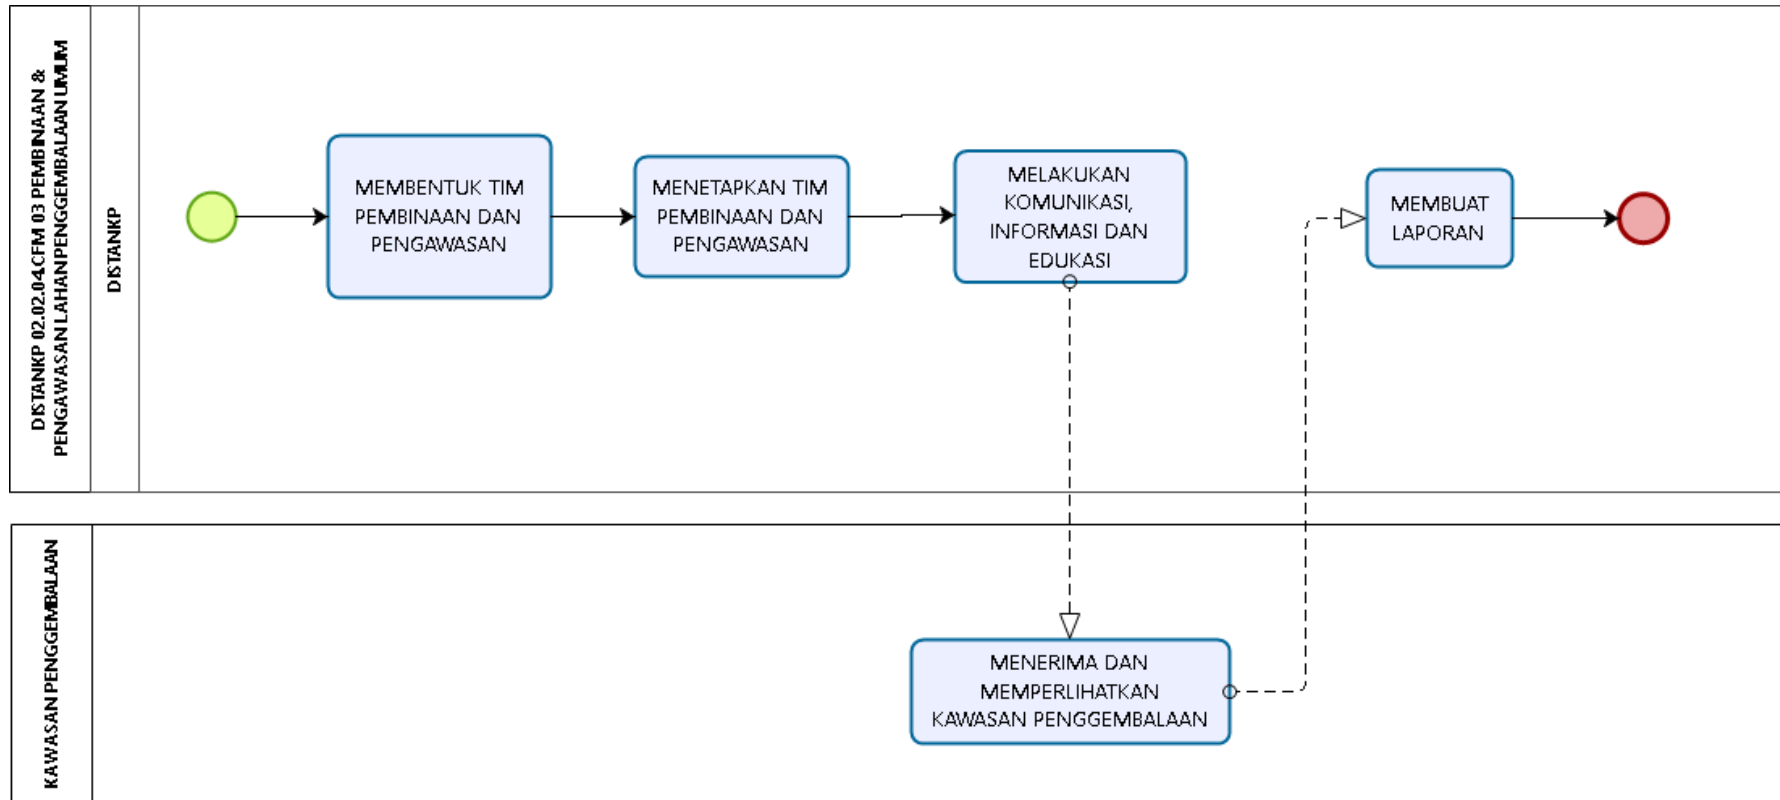 DISTANKP 02.02.04.CFM 03 PEMBINAAN &
PENGAWASAN LAHAN PENGGEMBALAAN UMUM
DISTANKP
MEMBENTUK TIM
PEMBINAAN DAN
PENGAWASAN
MENETAPKAN TIM
PEMBINAAN DAN
PENGAWASAN
MELAKUKAN
KOMUNIKASI,
INFORMASI DAN
EDUKASI
MEMBUAT
LAPORAN
KAWASAN PENGGEMBALAAN
MENERIMA DAN
MEMPERLIHATKAN
KAWASAN PENGGEMBALAAN